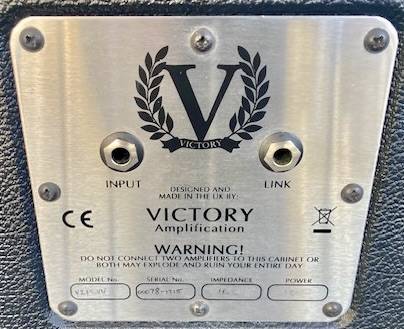 V
VICTORY
INPUT
LINK
DESIGNED AND
MADE IN THE UK BY:
CE
VICTORY
Amplification
WARNING!
DO NOT CONNECT TWO AMPLIFIERS TO THIS CABINET OR
BOTH MAY EXPLODE AND RUIN YOUR ENTIRE DAY
MODEL No. SERIAL No. IMPEDANCE POWER